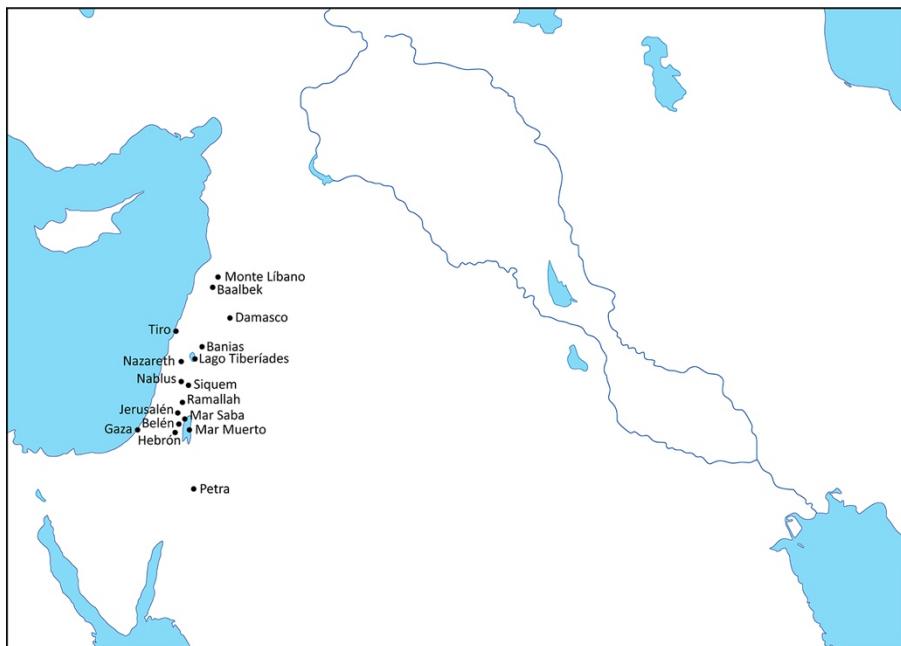 Monte Líbano
Baalbek
Damasco
Tiro
Banias
Lago Tiberíades
Nazareth
Nablus
Siquem
Ramallah
Jerusalén
Mar Saba
Belén
Gaza
Mar Muerto
Hebrón
Petra